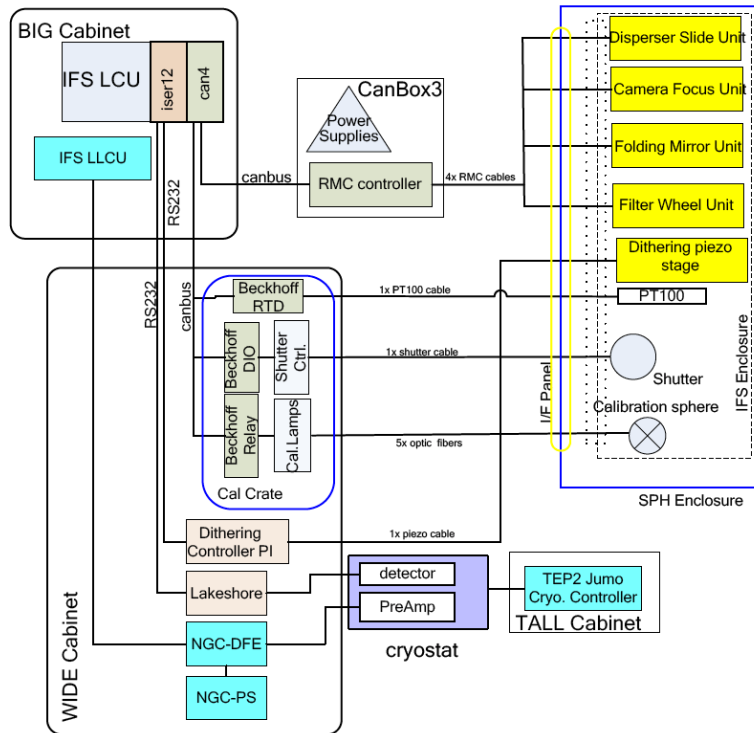 BIG Cabinet
IFS LCU
iser12
can4
IFS LLCU
RS232
canbus
CanBox3
Power
Supplies
RMC controller
4x RMC cables
Disperser Slide Unit
Camera Focus Unit
Folding Mirror Unit
Filter Wheel Unit
Dithering piezo
stage
PT100
Shutter
Calibration sphere
I/F Panel
IFS Enclosure
SPH Enclosure
WIDE Cabinet
RS232
canbus
Beckhoff
RTD
1x PT100 cable
Beckhoff
DIO
Shutter
Ctrl.
1x shutter cable
Beckhoff
Relay
Cal.Lamps
5x optic fibers
Cal Crate
Dithering
Controller PI
1x piezo cable
Lakeshore
NGC-DFE
NGC-PS
detector
PreAmp
cryostat
TEP2 Jumo
Cryo. Controller
TALL Cabinet